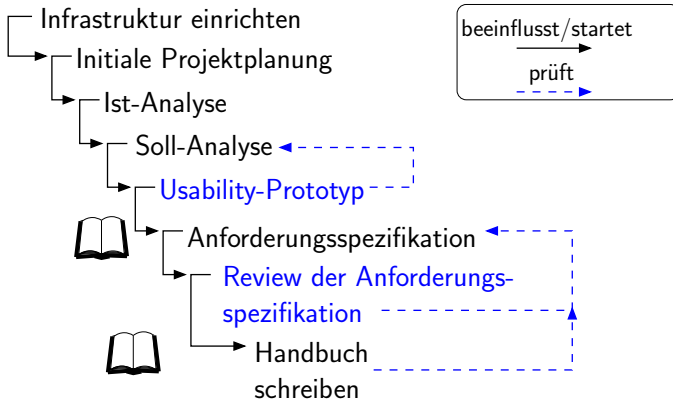 Infrastruktur einrichten
beeinflusst/startet
Initiale Projektplanung
prüft
Ist-Analyse
Soll-Analyse
Usability-Prototyp
Anforderungsspezifikation
Review der Anforderungs-
spezifikation
Handbuch
schreiben